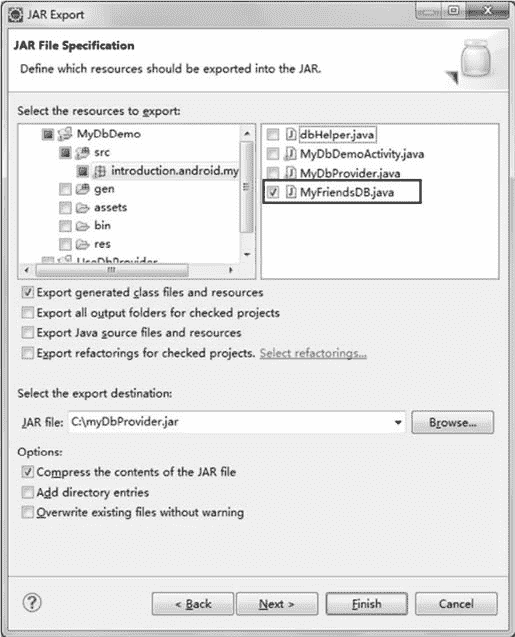 JAR Export
JAR File Specification
Define which resources should be exported into the JAR.
Select the resources to export:
MyDbDemo
src
introduction.android.my
gen
assets
bin
res
UseDbProvider
dbHelper.java
MyDbDemoActivity.java
MyDbProvider.java
MyFriendsDB.java
Export generated class files and resources
Export all output folders for checked projects
Export Java source files and resources
Export refactorings for checked projects. Select refactorings...
Select the export destination:
JAR file: C:\myDbProvider.jar Browse...
Options:
Compress the contents of the JAR file
Add directory entries
Overwrite existing files without warning
? < Back Next > Finish Cancel